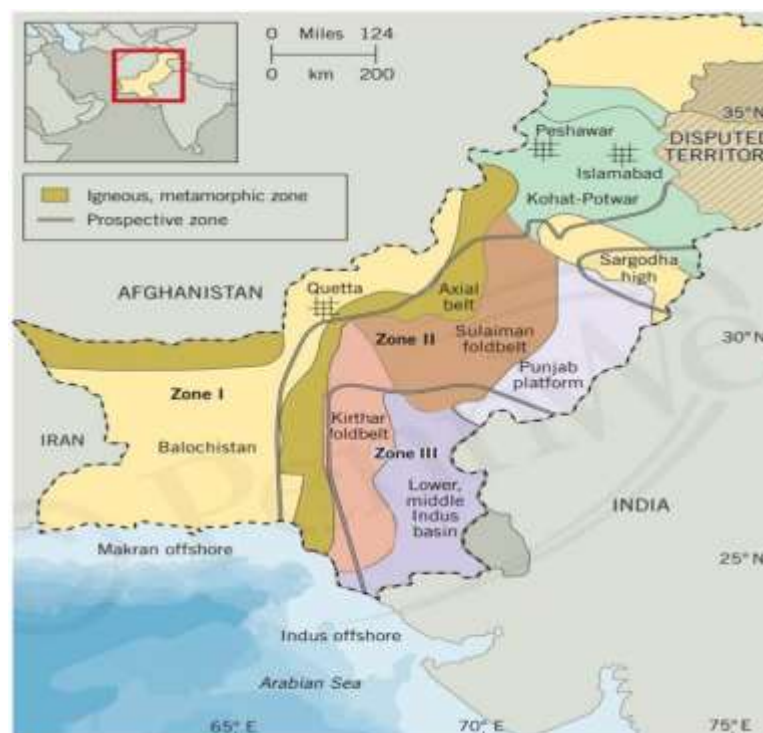 0 Miles 124
0 km 200
35° N
Peshawar
DISPUTED
TERRITOR
Islamabad
Igneous, metamorphic zone
Prospective zone
Kohat-Potwar
Sargodha
high
Quetta
AFGHANISTAN
Axial
belt
30° N
Zone II
Sulaiman
foldbelt
Punjab
platform
Zone I
Kirthar
foldbelt
IRAN
Balochistan
Zone III
Lower,
middle
Indus
basin
INDIA
Makran offshore
25° N
Indus offshore
Arabian Sea
65° E
70° E
75° E